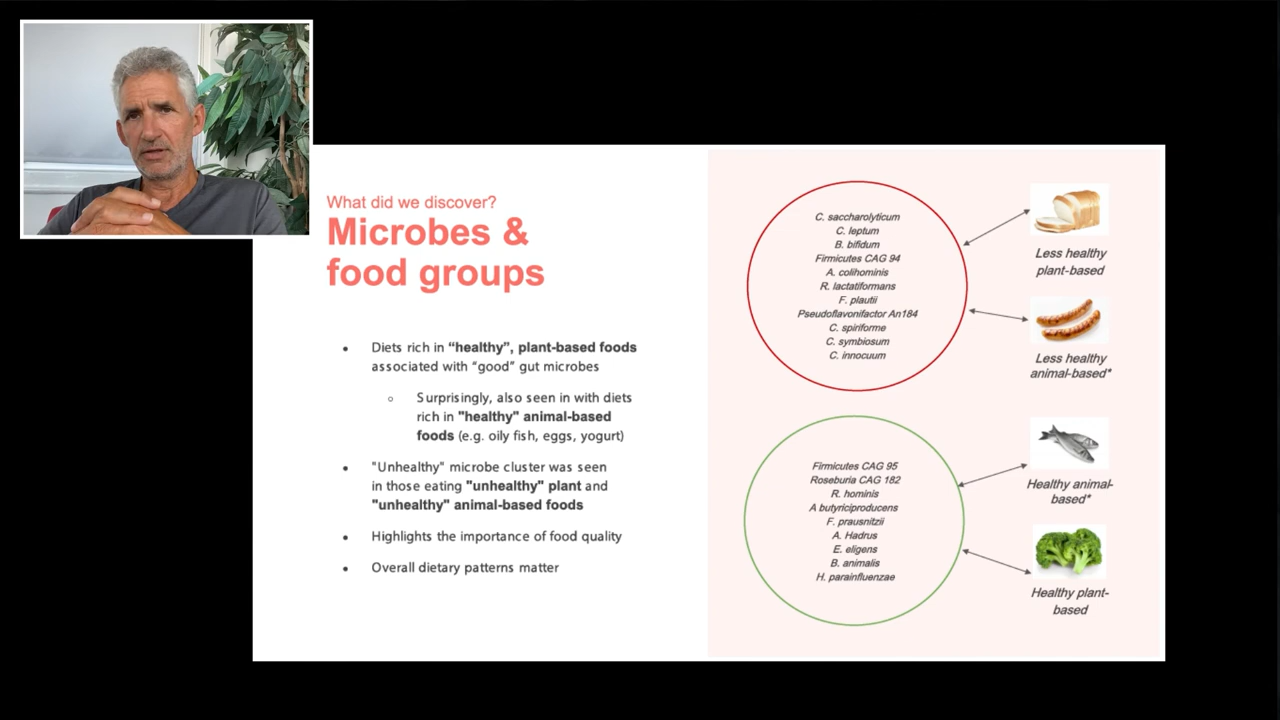 What did we discover?
Microbes &
food groups
• Diets rich in “healthy”, plant-based foods
associated with “good” gut microbes
○ Surprisingly, also seen in with diets
rich in "healthy" animal-based
foods (e.g. oily fish, eggs, yogurt)
• "Unhealthy" microbe cluster was seen
in those eating "unhealthy" plant and
"unhealthy" animal-based foods
• Highlights the importance of food quality
• Overall dietary patterns matter
C. saccharolyticum
C. leptum
B. bifidum
Firmicutes CAG 94
A. colihominis
R. lactatiformans
F. plautii
Pseudoflavonifactor An184
C. spiriforme
C. symbiosum
C. innocuum
Less healthy
plant-based
Less healthy
animal-based*
Firmicutes CAG 95
Roseburia CAG 182
R. hominis
A butyriciproducens
F. prausnitzii
A. Hadrus
E. eligens
B. animalis
H. parainfluenzae
Healthy animal-
based*
Healthy plant-
based